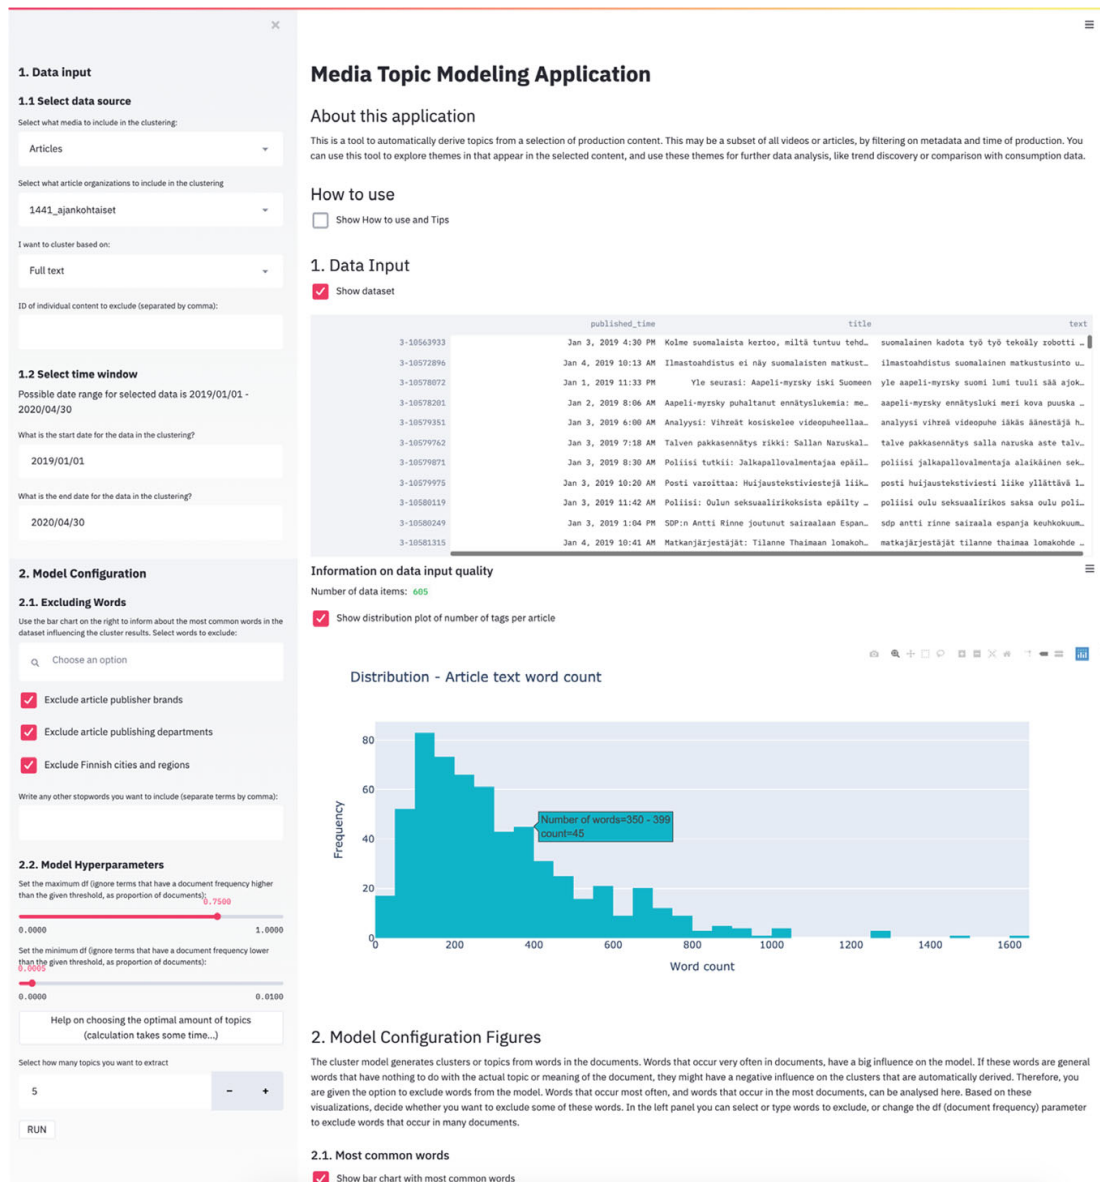 ×
1. Data input
1.1 Select data source
Select what media to include in the clustering:
Articles
Select what article organizations to include in the clustering
1441_ajankohtaiset
I want to cluster based on:
Full text
ID of individual content to exclude (separated by comma):
1.2 Select time window
Possible date range for selected data is 2019/01/01 -
2020/04/30
What is the start date for the data in the clustering?
2019/01/01
What is the end date for the data in the clustering?
2020/04/30
2. Model Configuration
2.1. Excluding Words
Use the bar chart on the right to inform about the most common words in the
dataset influencing the cluster results. Select words to exclude:
Choose an option
Exclude article publisher brands
Exclude article publishing departments
Exclude Finnish cities and regions
Write any other stopwords you want to include (separate terms by comma):
2.2. Model Hyperparameters
Set the maximum df (ignore terms that have a document frequency higher
than the given threshold, as proportion of documents):
0.7500
0.0000 1.0000
Set the minimum df (ignore terms that have a document frequency lower
than the given threshold, as proportion of documents):
0.0005
0.0000 0.0100
Help on choosing the optimal amount of topics
(calculation takes some time...)
Select how many topics you want to extract
5 - +
RUN
Media Topic Modeling Application
About this application
This is a tool to automatically derive topics from a selection of production content. This may be a subset of all videos or articles, by filtering on metadata and time of production. You
can use this tool to explore themes in that appear in the selected content, and use these themes for further data analysis, like trend discovery or comparison with consumption data.
How to use
Show How to use and Tips
1. Data Input
Show dataset
published_time title text
3-10563933 Jan 3, 2019 4:30 PM Kolme suomalaista kertoo, miltä tuntuu tehd… suomalainen kadota työ työ tekoäly robotti …
3-10572896 Jan 4, 2019 10:13 AM Ilmastoahdistus ei näy suomalaisten matkust… ilmastoahdistus suomalainen matkustusinto u…
3-10578072 Jan 1, 2019 11:33 PM Yle seurasi: Aapeli-myrsky iski Suomeen yle aapeli-myrsky suomi lumi tuuli sää ajok…
3-10578201 Jan 2, 2019 8:06 AM Aapeli-myrsky puhaltanut ennätyslukemia: me… aapeli-myrsky ennätysluki meri kova puuska …
3-10579351 Jan 3, 2019 6:00 AM Analyysi: Vihreät kosiskelee videopuheellaa… analyysi vihreä videopuhe iäkäs äänestäjä h…
3-10579762 Jan 3, 2019 7:18 AM Talven pakkasennätys rikki: Sallan Naruskal… talve pakkasennätys salla naruska aste talv…
3-10579871 Jan 3, 2019 8:30 AM Poliisi tutkii: Jalkapallovalmentajaa epäil… poliisi jalkapallovalmentaja alaikäinen sek…
3-10579975 Jan 3, 2019 10:20 AM Posti varoittaa: Huijaustekstiviestejä liik… posti huijaustekstiviesti liike yllättävä l…
3-10580119 Jan 3, 2019 11:42 AM Poliisi: Oulun seksuaalirikoksista epäilty … poliisi oulu seksuaalirikos saksa oulu poli…
3-10580249 Jan 3, 2019 1:04 PM SDP:n Antti Rinne joutunut sairaalaan Espan… sdp antti rinne sairaala espanja keuhkokuum…
3-10581315 Jan 4, 2019 10:41 AM Matkanjärjestäjät: Tilanne Thaimaan lomakoh… matkajärjestäjät tilanne thaimaa lomakohde …
Information on data input quality
Number of data items: 605
Show distribution plot of number of tags per article
Distribution - Article text word count
80
60
40
20
0
Frequency
Number of words=350 - 399
count=45
0 200 400 600 800 1000 1200 1400 1600
Word count
2. Model Configuration Figures
The cluster model generates clusters or topics from words in the documents. Words that occur very often in documents, have a big influence on the model. If these words are general
words that have nothing to do with the actual topic or meaning of the document, they might have a negative influence on the clusters that are automatically derived. Therefore, you
are given the option to exclude words from the model. Words that occur most often, and words that occur in the most documents, can be analysed here. Based on these
visualizations, decide whether you want to exclude some of these words. In the left panel you can select or type words to exclude, or change the df (document frequency) parameter
to exclude words that occur in many documents.
2.1. Most common words
Show bar chart with most common words